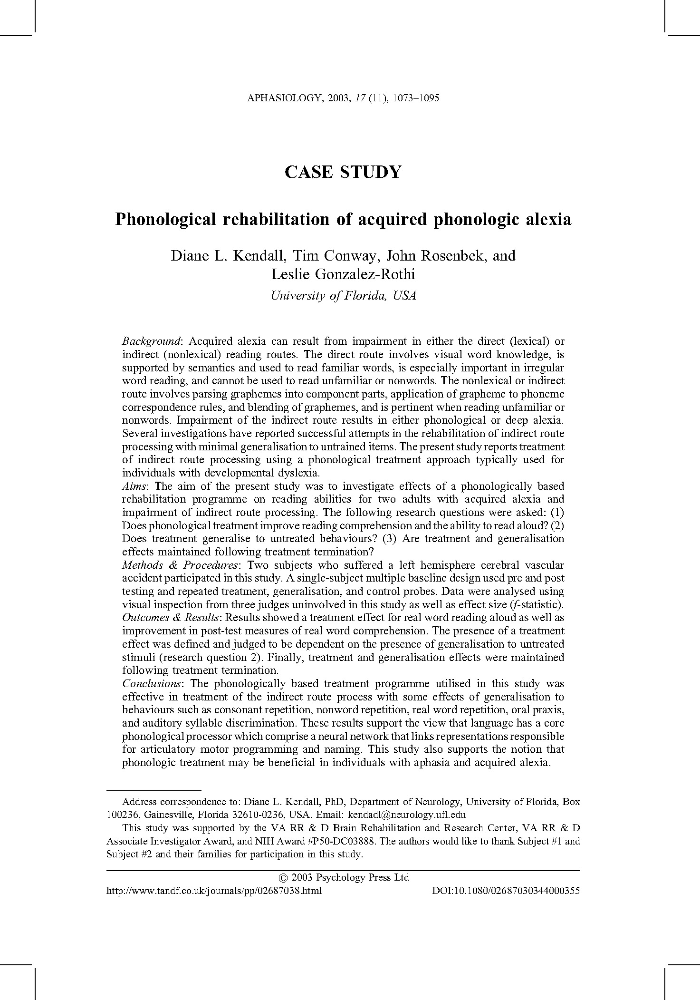 APHASIOLOGY, 2003, 17 (11), 1073–1095
CASE STUDY
Phonological rehabilitation of acquired phonologic alexia
Diane L. Kendall, Tim Conway, John Rosenbek, and
Leslie Gonzalez-Rothi
University of Florida, USA
Background: Acquired alexia can result from impairment in either the direct (lexical) or
indirect (nonlexical) reading routes. The direct route involves visual word knowledge, is
supported by semantics and used to read familiar words, is especially important in irregular
word reading, and cannot be used to read unfamiliar or nonwords. The nonlexical or indirect
route involves parsing graphemes into component parts, application of grapheme to phoneme
correspondence rules, and blending of graphemes, and is pertinent when reading unfamiliar or
nonwords. Impairment of the indirect route results in either phonological or deep alexia.
Several investigations have reported successful attempts in the rehabilitation of indirect route
processing with minimal generalisation to untrained items. The present study reports treatment
of indirect route processing using a phonological treatment approach typically used for
individuals with developmental dyslexia.
Aims: The aim of the present study was to investigate effects of a phonologically based
rehabilitation programme on reading abilities for two adults with acquired alexia and
impairment of indirect route processing. The following research questions were asked: (1)
Does phonological treatment improve reading comprehension and the ability to read aloud? (2)
Does treatment generalise to untreated behaviours? (3) Are treatment and generalisation
effects maintained following treatment termination?
Methods & Procedures: Two subjects who suffered a left hemisphere cerebral vascular
accident participated in this study. A single-subject multiple baseline design used pre and post
testing and repeated treatment, generalisation, and control probes. Data were analysed using
visual inspection from three judges uninvolved in this study as well as effect size (f-statistic).
Outcomes & Results: Results showed a treatment effect for real word reading aloud as well as
improvement in post-test measures of real word comprehension. The presence of a treatment
effect was defined and judged to be dependent on the presence of generalisation to untreated
stimuli (research question 2). Finally, treatment and generalisation effects were maintained
following treatment termination.
Conclusions: The phonologically based treatment programme utilised in this study was
effective in treatment of the indirect route process with some effects of generalisation to
behaviours such as consonant repetition, nonword repetition, real word repetition, oral praxis,
and auditory syllable discrimination. These results support the view that language has a core
phonological processor which comprise a neural network that links representations responsible
for articulatory motor programming and naming. This study also supports the notion that
phonologic treatment may be beneficial in individuals with aphasia and acquired alexia.
Address correspondence to: Diane L. Kendall, PhD, Department of Neurology, University of Florida, Box
100236, Gainesville, Florida 32610-0236, USA. Email: kendadl@neurology.ufl.edu
This study was supported by the VA RR & D Brain Rehabilitation and Research Center, VA RR & D
Associate Investigator Award, and NIH Award #P50-DC03888. The authors would like to thank Subject #1 and
Subject #2 and their families for participation in this study.
© 2003 Psychology Press Ltd
http://www.tandf.co.uk/journals/pp/02687038.html DOI:10.1080/02687030344000355